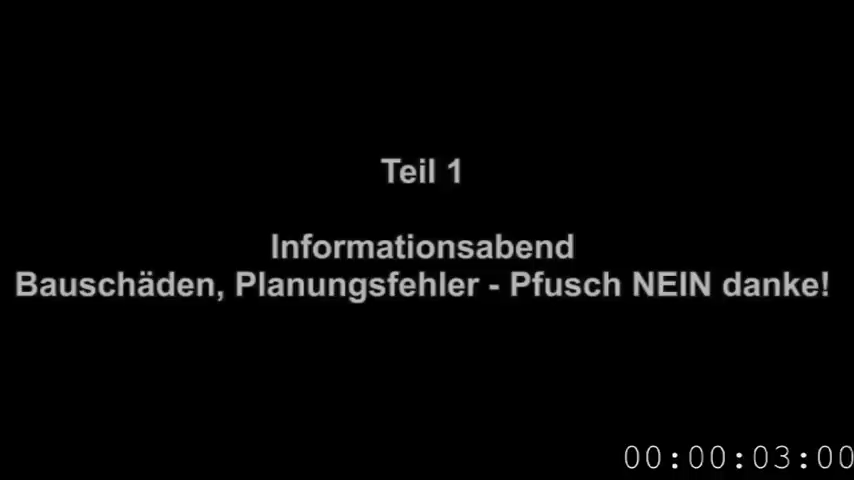 Teil 1
Informationsabend
Bauschäden, Planungsfehler - Pfusch NEIN danke!
00:00:03:00